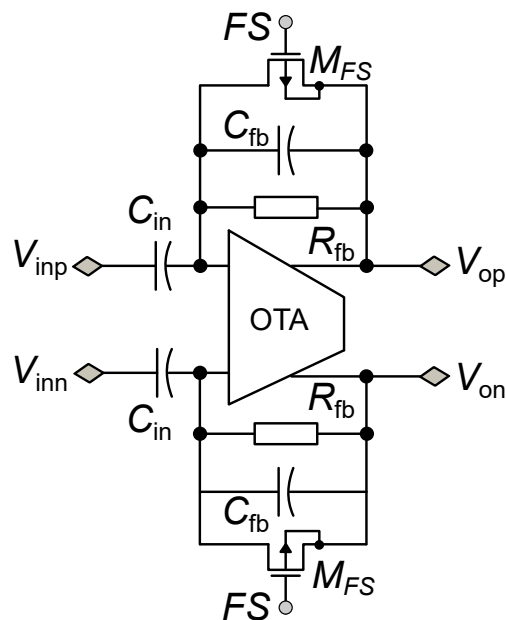 FS
M_FS
C_fb
C_in
R_fb
V_inp
V_op
OTA
V_inn
V_on
R_fb
C_in
C_fb
M_FS
FS